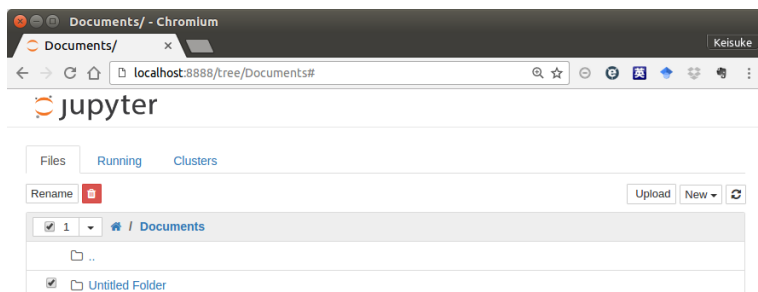 Documents/ - Chromium
Documents/ × Keisuke
localhost:8888/tree/Documents# 英
jupyter
Files Running Clusters
Rename Upload New
1 / Documents
..
Untitled Folder